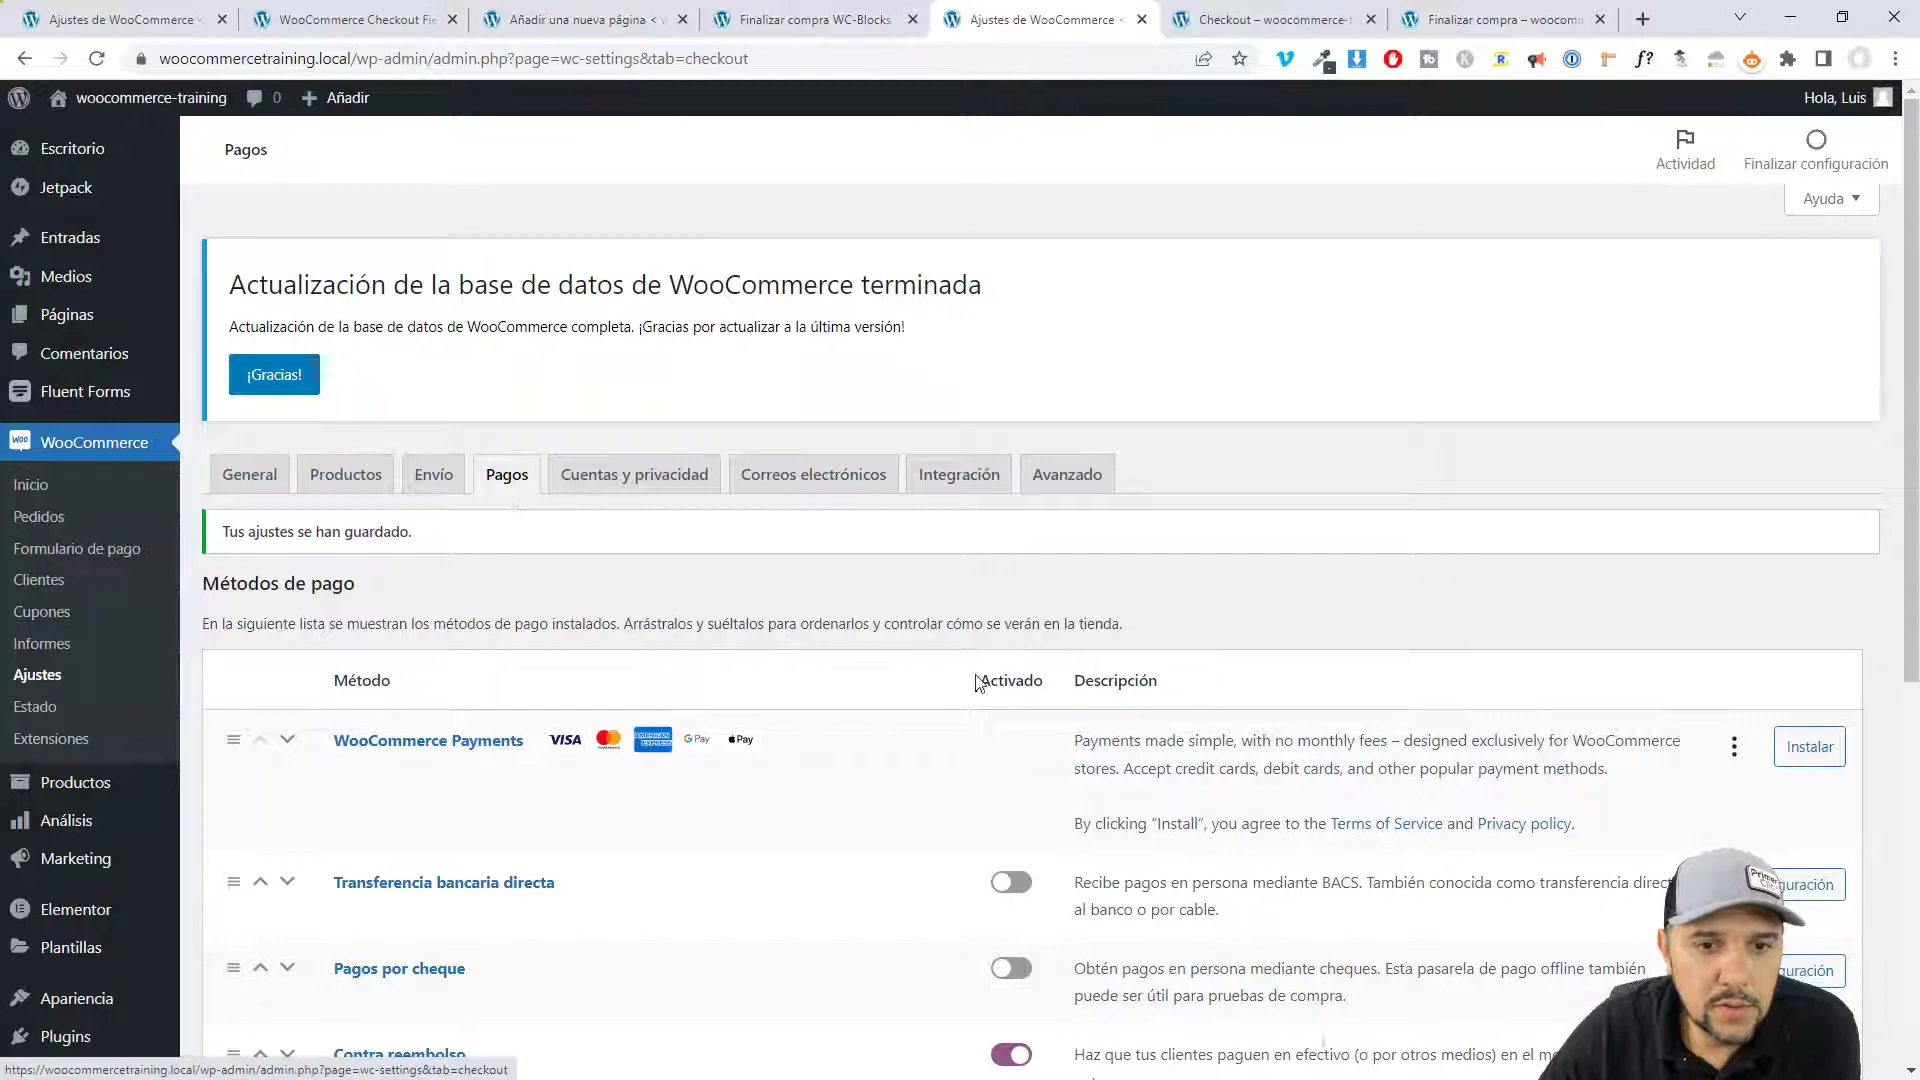 Ajustes de WooCommerce <
WooCommerce Checkout Fie
Añadir una nueva página <
Finalizar compra WC-Blocks
Ajustes de WooCommerce <
Checkout – woocommerce-
Finalizar compra – woocom
woocommercetraining.local/wp-admin/admin.php?page=wc-settings&tab=checkout
woocommerce-training
0
Añadir
Hola, Luis
Escritorio
Jetpack
Entradas
Medios
Páginas
Comentarios
Fluent Forms
WooCommerce
Inicio
Pedidos
Formulario de pago
Clientes
Cupones
Informes
Ajustes
Estado
Extensiones
Productos
Análisis
Marketing
Elementor
Plantillas
Apariencia
Plugins
Pagos
Actividad
Finalizar configuración
Ayuda
Actualización de la base de datos de WooCommerce terminada
Actualización de la base de datos de WooCommerce completa. ¡Gracias por actualizar a la última versión!
¡Gracias!
General
Productos
Envío
Pagos
Cuentas y privacidad
Correos electrónicos
Integración
Avanzado
Tus ajustes se han guardado.
Métodos de pago
En la siguiente lista se muestran los métodos de pago instalados. Arrástralos y suéltalos para ordenarlos y controlar cómo se verán en la tienda.
Método
Activado
Descripción
WooCommerce Payments
VISA
AMERICAN EXPRESS
G Pay
Pay
Payments made simple, with no monthly fees – designed exclusively for WooCommerce
stores. Accept credit cards, debit cards, and other popular payment methods.
By clicking “Install”, you agree to the Terms of Service and Privacy policy.
Instalar
Transferencia bancaria directa
Recibe pagos en persona mediante BACS. También conocida como transferencia direct
al banco o por cable.
guración
Pagos por cheque
Obtén pagos en persona mediante cheques. Esta pasarela de pago offline también
puede ser útil para pruebas de compra.
guración
Contra reembolso
Haz que tus clientes paguen en efectivo (o por otros medios) en el m
https://woocommercetraining.local/wp-admin/admin.php?page=wc-settings&tab=checkout